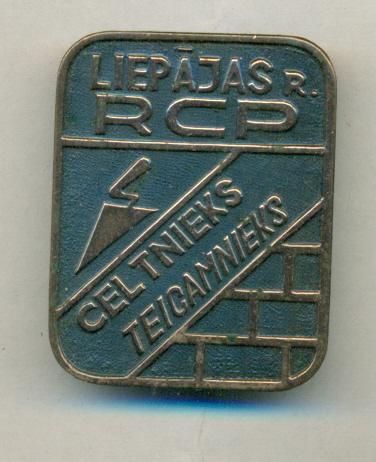 LIEPĀJAS R.
RCP
CELTNIEKS
TEICAMNIEKS